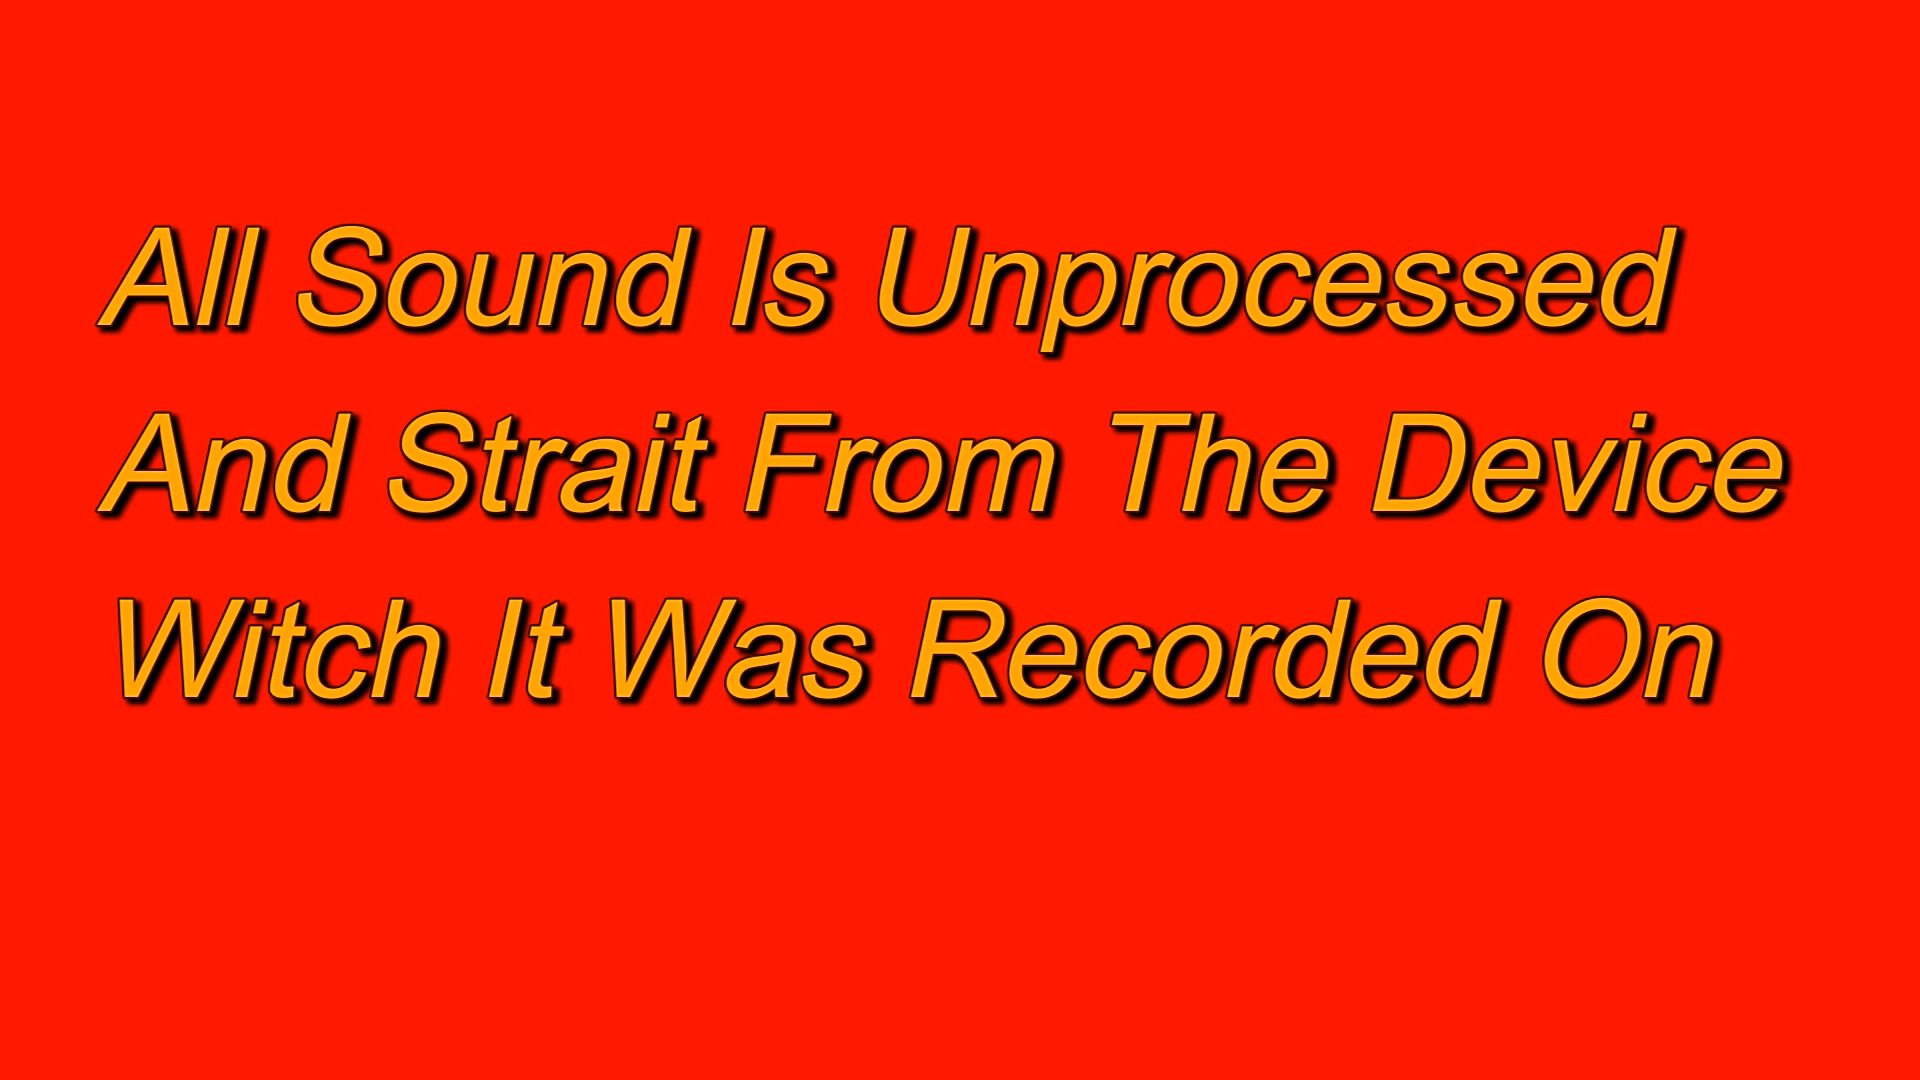 All Sound Is Unprocessed
And Strait From The Device
Witch It Was Recorded On